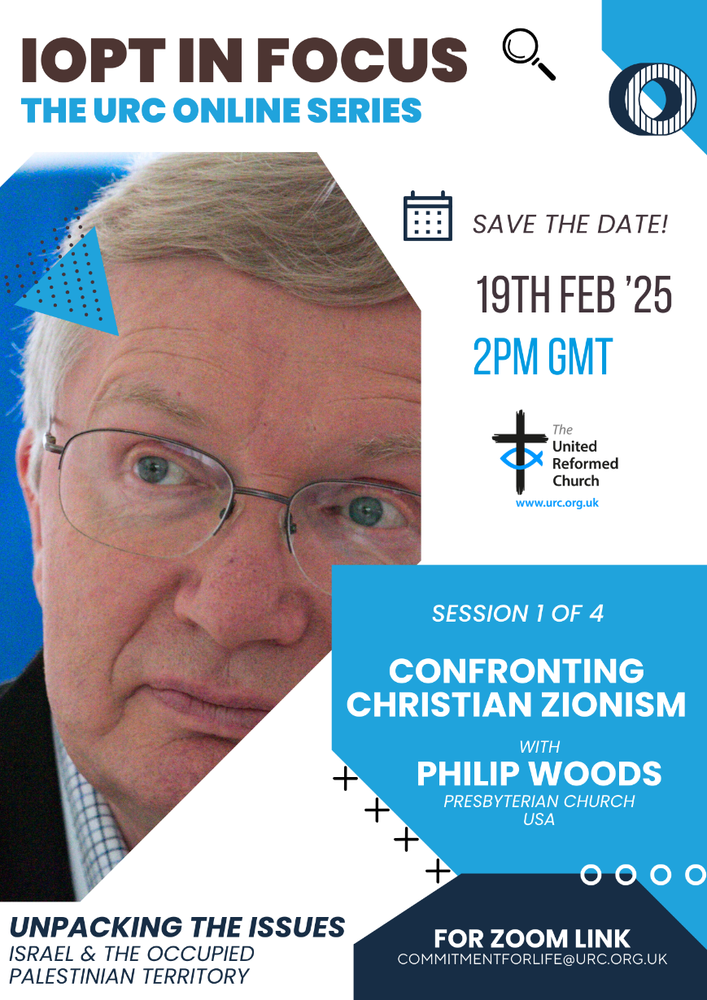 IOPT IN FOCUS
THE URC ONLINE SERIES
SAVE THE DATE!
19TH FEB ’25
2PM GMT
The
United
Reformed
Church
www.urc.org.uk
SESSION 1 OF 4
CONFRONTING
CHRISTIAN ZIONISM
WITH
PHILIP WOODS
PRESBYTERIAN CHURCH
USA
UNPACKING THE ISSUES
ISRAEL & THE OCCUPIED
PALESTINIAN TERRITORY
FOR ZOOM LINK
COMMITMENTFORLIFE@URC.ORG.UK